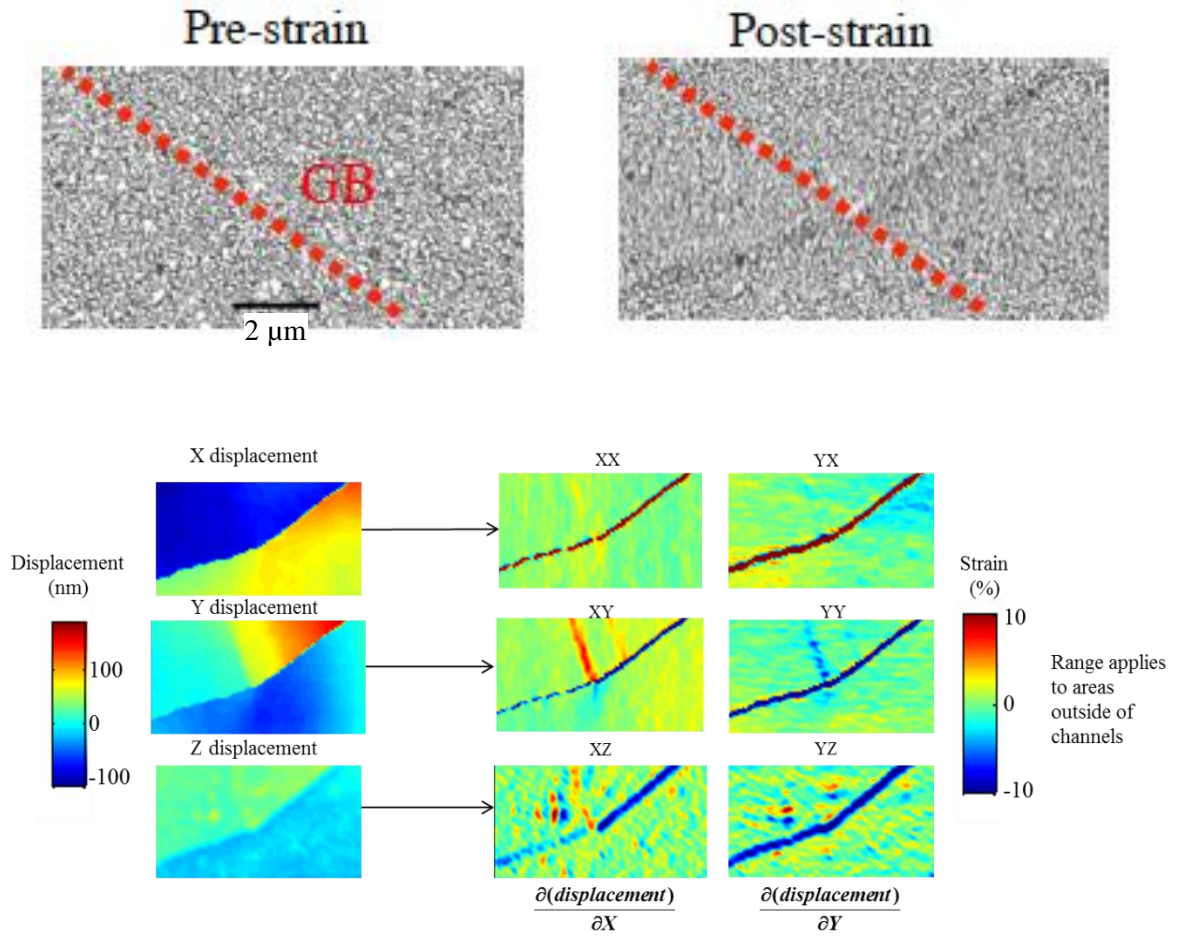 Pre-strain
Post-strain
GB
2 µm
X displacement
XX
YX
Displacement
(nm)
100
0
-100
Y displacement
XY
YY
Strain
(%)
10
0
-10
Range applies
to areas
outside of
channels
Z displacement
XZ
YZ
∂(displacement)
∂X
∂(displacement)
∂Y